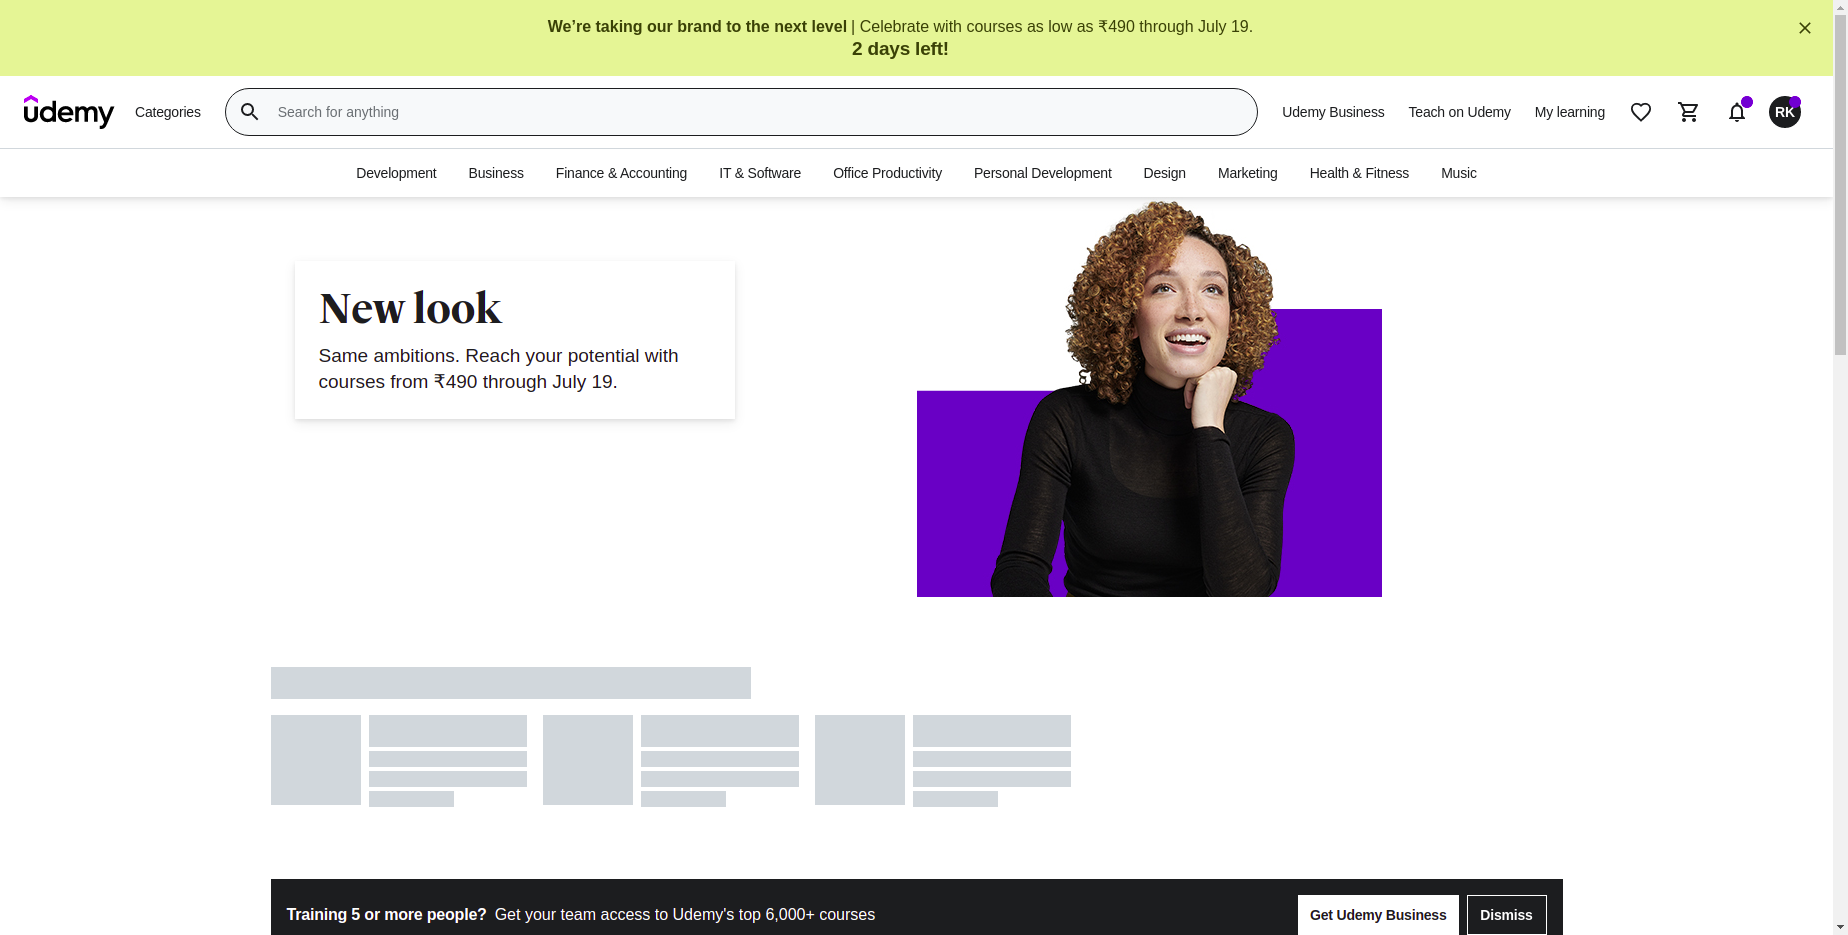 We’re taking our brand to the next level | Celebrate with courses as low as ₹490 through July 19.
2 days left!
udemy
Categories
Search for anything
Udemy Business
Teach on Udemy
My learning
RK
Development
Business
Finance & Accounting
IT & Software
Office Productivity
Personal Development
Design
Marketing
Health & Fitness
Music
New look
Same ambitions. Reach your potential with
courses from ₹490 through July 19.
Training 5 or more people? Get your team access to Udemy's top 6,000+ courses
Get Udemy Business
Dismiss